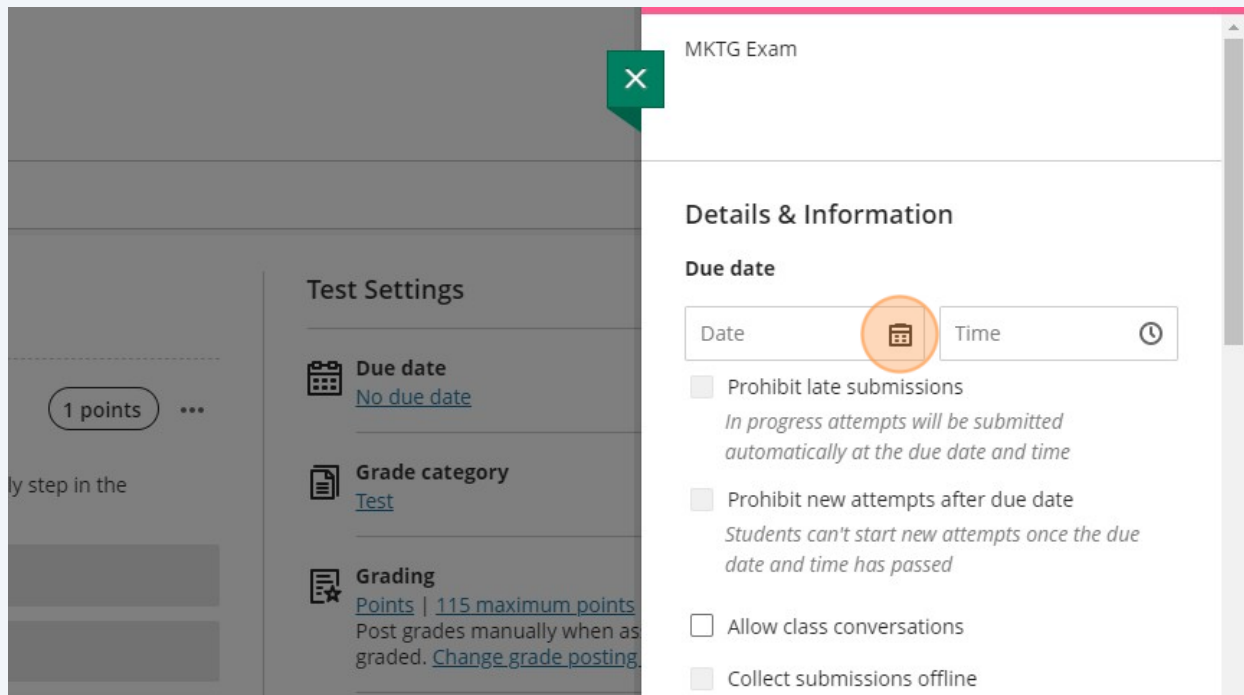 MKTG Exam
Details & Information
Due date
Date
Time
Prohibit late submissions
In progress attempts will be submitted
automatically at the due date and time
Prohibit new attempts after due date
Students can't start new attempts once the due
date and time has passed
Allow class conversations
Collect submissions offline
Test Settings
Due date
No due date
Grade category
Test
Grading
Points | 115 maximum points
Post grades manually when as
graded. Change grade posting
1 points
ly step in the